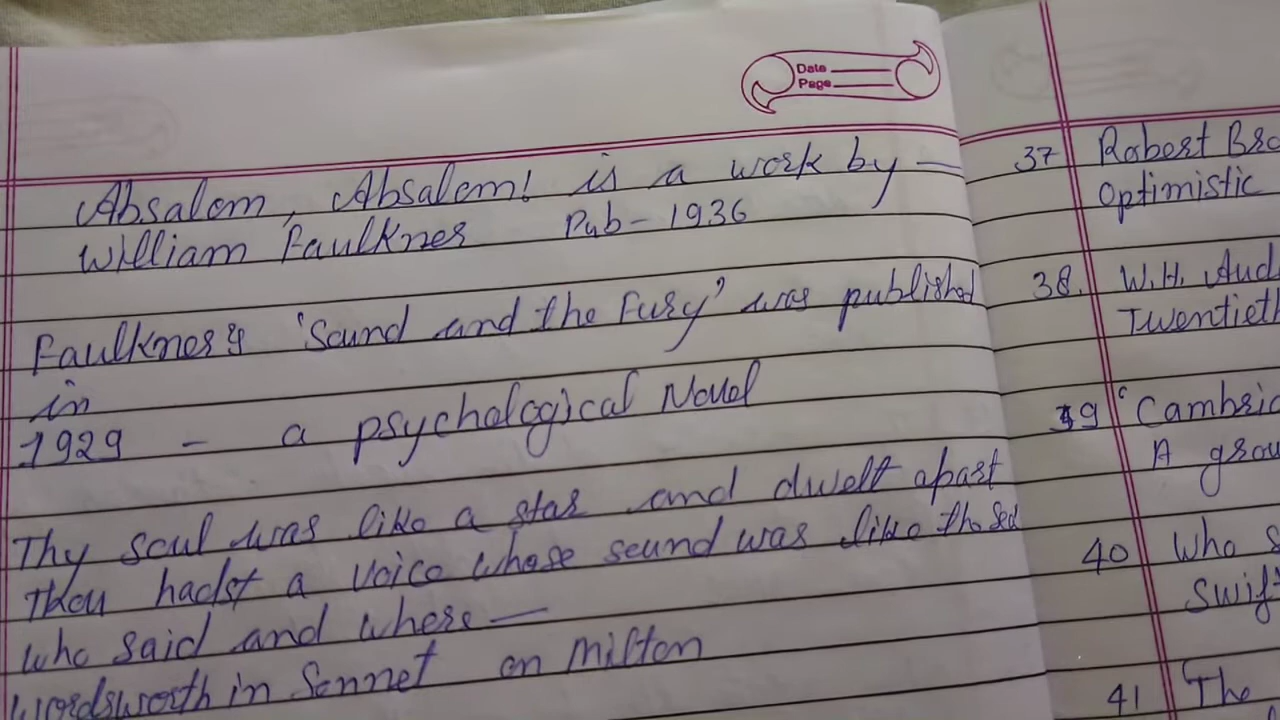 Date
Page
Absalom, Absalom! is a work by —
William Faulkner Pub - 1936
Faulkner's 'Sound and the Fury' was published
in
1929 - a psychological Novel
Thy soul was like a star and dwelt apart
Thou hadst a voice whose sound was like the sea
who said and where —
Wordsworth in Sonnet on Milton
37 Robert Bro
Optimistic
38. W.H. Aud
Twentieth
39 'Cambri
A grou
40 Who s
Swif
41 'The